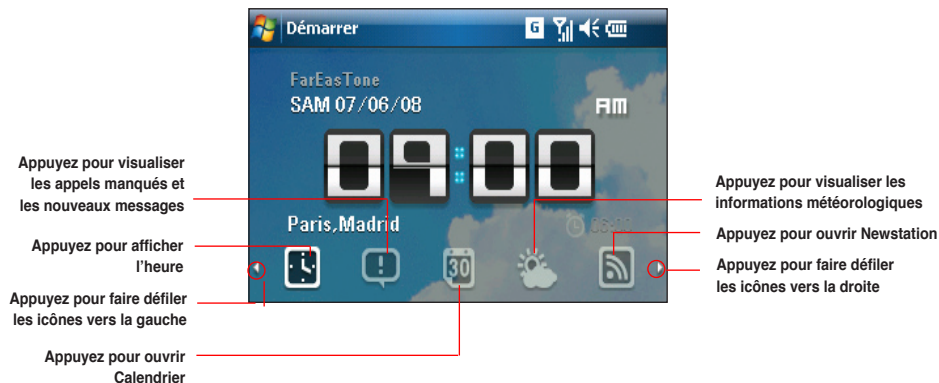 Démarrer
G
FarEasTone
SAM 07/06/08
AM
09:00
Paris,Madrid
30
Appuyez pour visualiser
les appels manqués et
les nouveaux messages
Appuyez pour afficher
l'heure
Appuyez pour faire défiler
les icônes vers la gauche
Appuyez pour ouvrir
Calendrier
Appuyez pour visualiser les
informations météorologiques
Appuyez pour ouvrir Newstation
Appuyez pour faire défiler
les icônes vers la droite